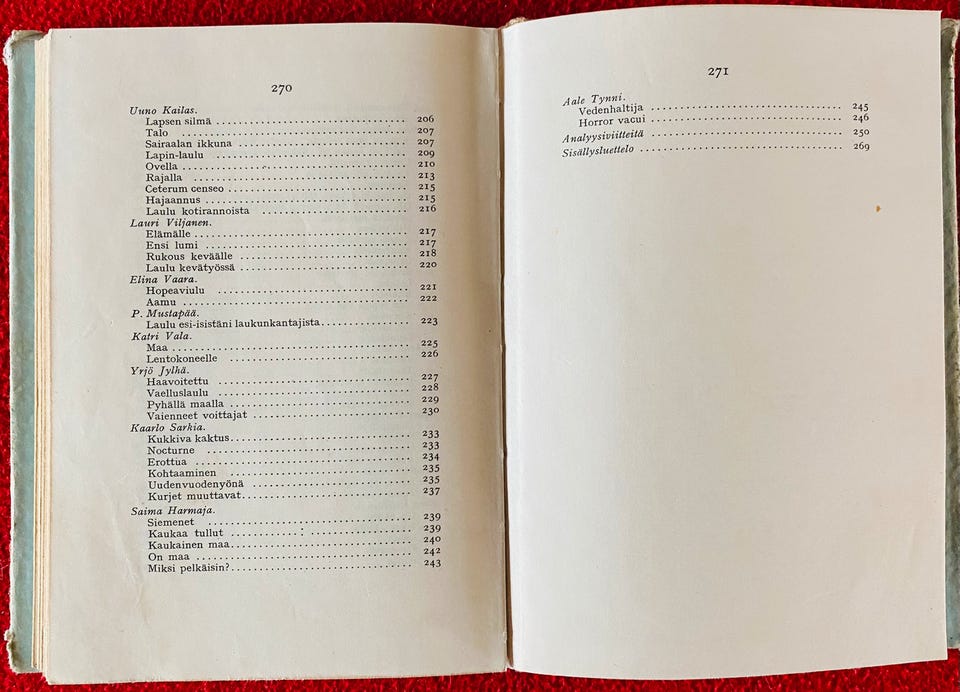 270
Uuno Kailas.
Lapsen silmä ........................ 206
Talo ........................ 207
Sairaalan ikkuna ........................ 207
Lapin-laulu ........................ 209
Ovella ........................ 210
Rajalla ........................ 213
Ceterum censeo ........................ 215
Hajaannus ........................ 215
Laulu kotirannoista ........................ 216
Lauri Viljanen.
Elämälle ........................ 217
Ensi lumi ........................ 217
Rukous keväälle ........................ 218
Laulu kevätyössä ........................ 220
Elina Vaara.
Hopeaviulu ........................ 221
Aamu ........................ 222
P. Mustapää.
Laulu esi-isistäni laukunkantajista ............ 223
Katri Vala.
Maa ........................ 225
Lentokoneelle ........................ 226
Yrjö Jylhä.
Haavoitettu ........................ 227
Vaelluslaulu ........................ 228
Pyhällä maalla ........................ 229
Vaienneet voittajat ........................ 230
Kaarlo Sarkia.
Kukkiva kaktus ........................ 233
Nocturne ........................ 233
Erottua ........................ 234
Kohtaaminen ........................ 235
Uudenvuodenyönä ........................ 235
Kurjet muuttavat ........................ 237
Saima Harmaja.
Siemenet ........................ 239
Kaukaa tullut ........................ 239
Kaukainen maa ........................ 240
On maa ........................ 242
Miksi pelkäisin? ........................ 243
271
Aale Tynni.
Vedenhaltija ........................ 245
Horror vacui ........................ 246
Analyysiviitteitä ........................ 250
Sisällysluettelo ........................ 269